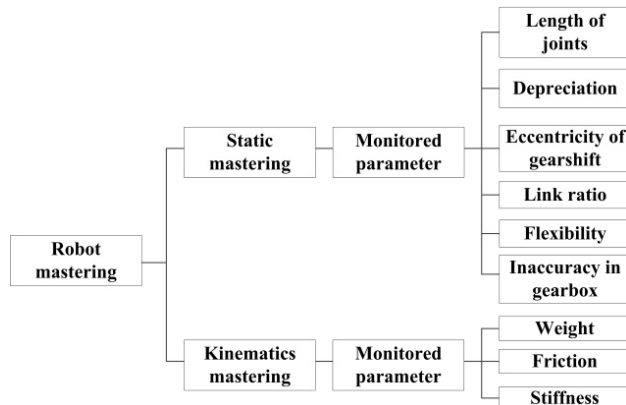 Length of
joints
Depreciation
Eccentricity of
gearshift
Static
mastering
Monitored
parameter
Link ratio
Flexibility
Inaccuracy in
gearbox
Robot
mastering
Kinematics
mastering
Monitored
parameter
Weight
Friction
Stiffness